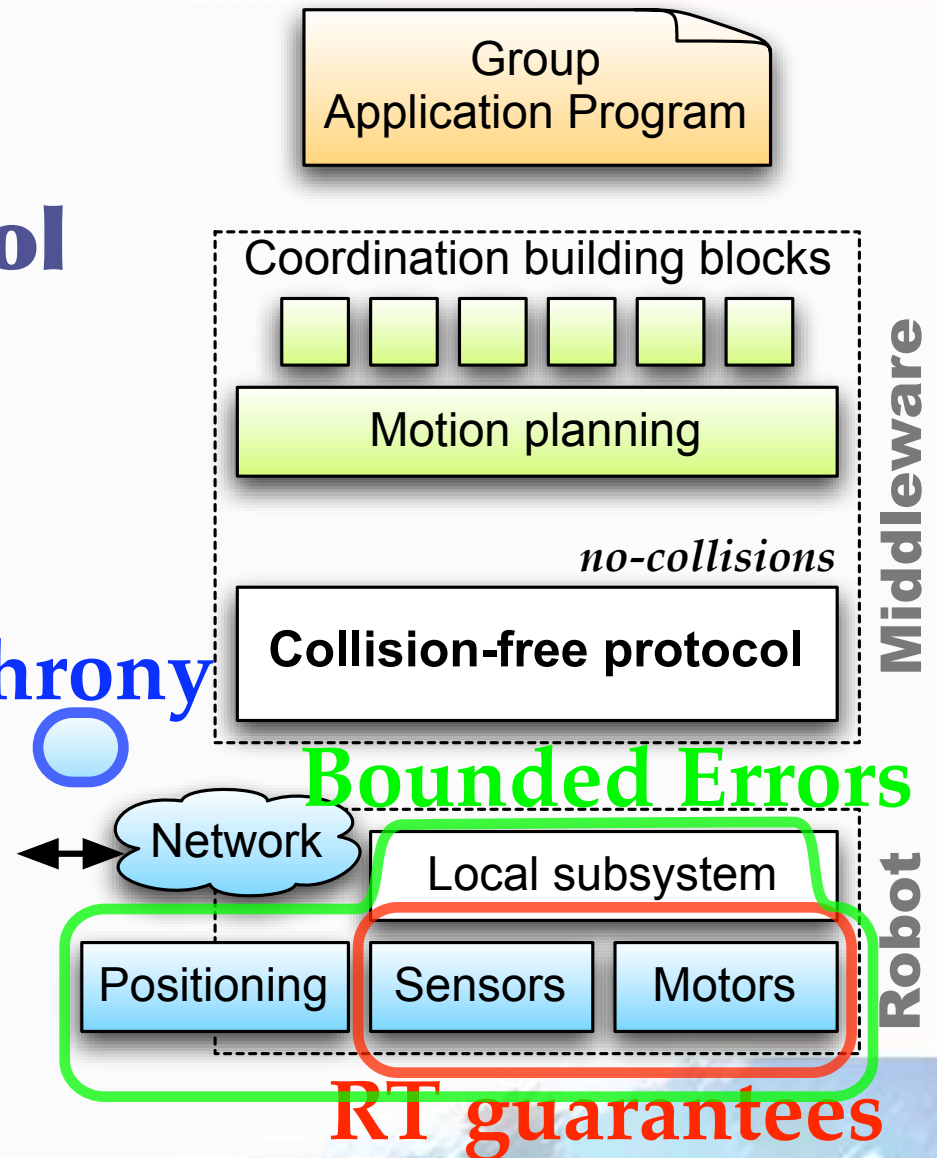 Group
Application Program
ol
Coordination building blocks
Motion planning
no-collisions
Collision-free protocol
Middleware
hrony
Bounded Errors
Network
Local subsystem
Positioning
Sensors
Motors
Robot
RT guarantees